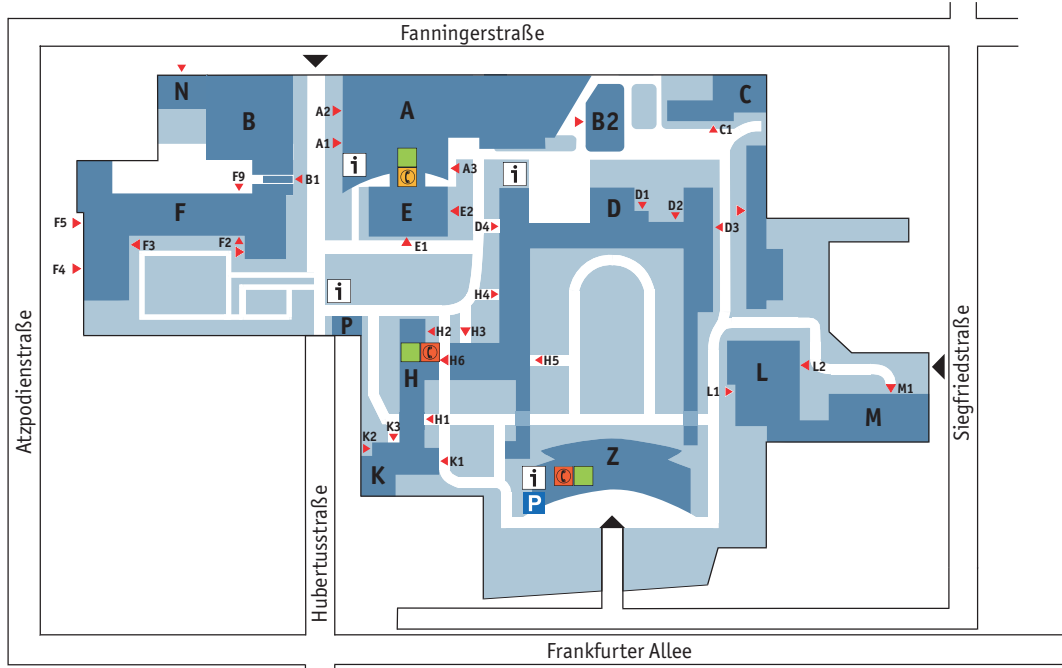 Fanningerstraße
N
B
A2
A
B2
C
C1
A1
i
i
A3
F9
B1
F5
F
F3
F2
F4
E
E2
E1
D4
D
D1
D2
D3
i
H4
P
H2
H3
H6
H5
H
H1
L
L2
L1
M1
M
K3
K2
K
K1
Z
i
P
Atzpodienstraße
Hubertusstraße
Siegfriedstraße
Frankfurter Allee